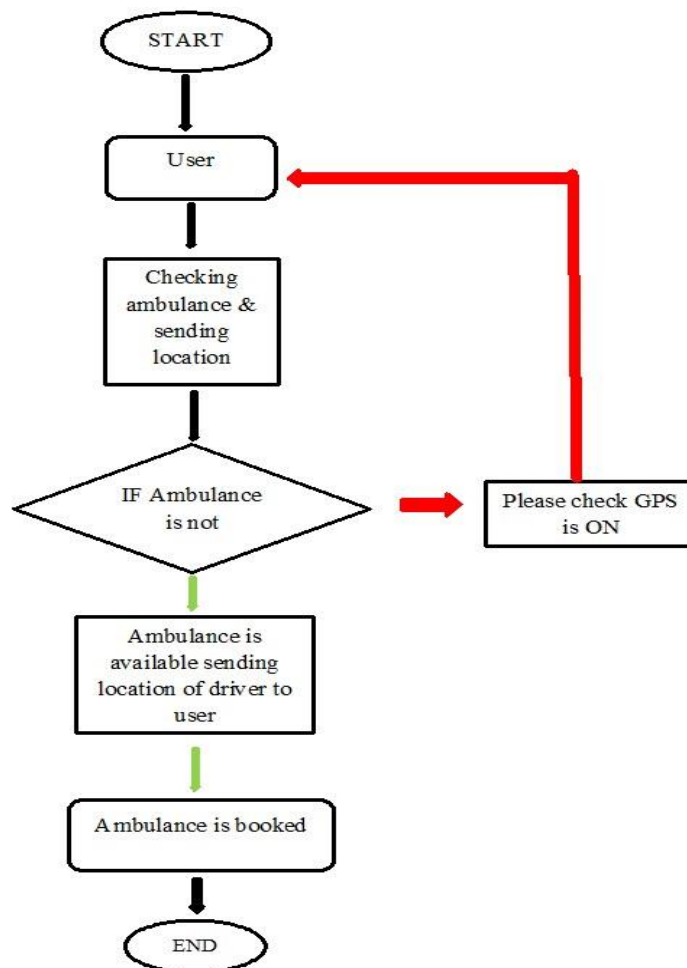 START
User
Checking
ambulance &
sending
location
IF Ambulance
is not
Please check GPS
is ON
Ambulance is
available sending
location of driver to
user
Ambulance is booked
END